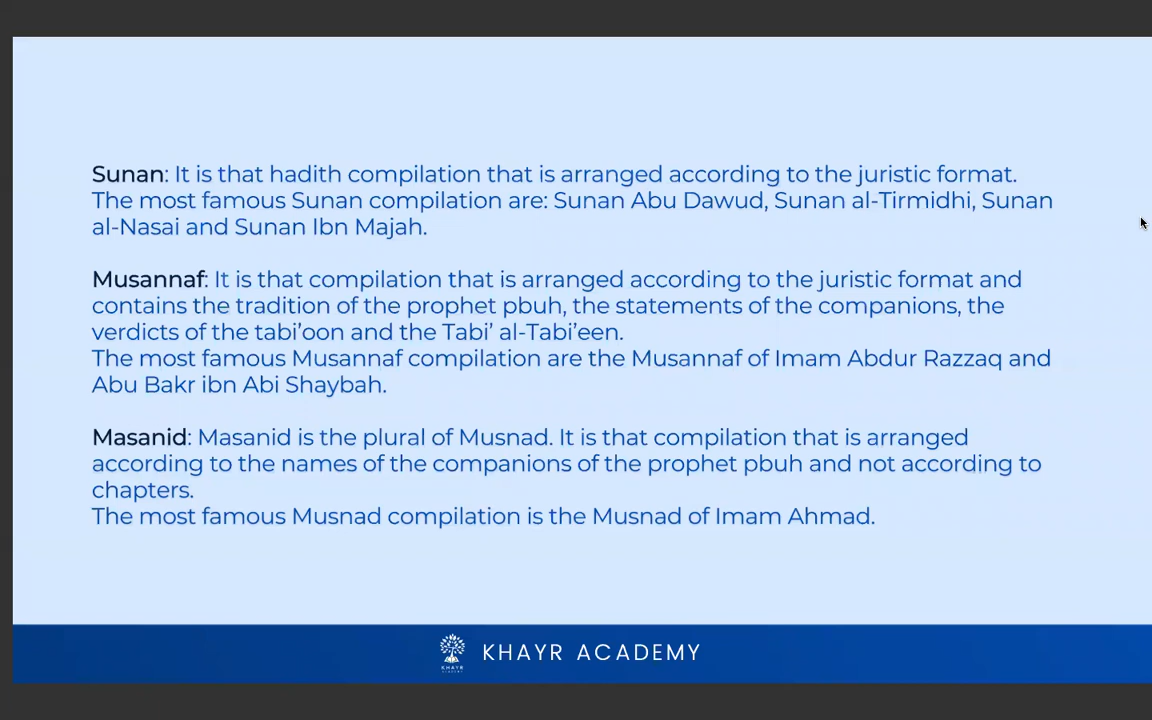 Sunan: It is that hadith compilation that is arranged according to the juristic format.
The most famous Sunan compilation are: Sunan Abu Dawud, Sunan al-Tirmidhi, Sunan
al-Nasai and Sunan Ibn Majah.
Musannaf: It is that compilation that is arranged according to the juristic format and
contains the tradition of the prophet pbuh, the statements of the companions, the
verdicts of the tabi’oon and the Tabi’ al-Tabi’een.
The most famous Musannaf compilation are the Musannaf of Imam Abdur Razzaq and
Abu Bakr ibn Abi Shaybah.
Masanid: Masanid is the plural of Musnad. It is that compilation that is arranged
according to the names of the companions of the prophet pbuh and not according to
chapters.
The most famous Musnad compilation is the Musnad of Imam Ahmad.
KHAYR ACADEMY
KHAYR
ACADEMY